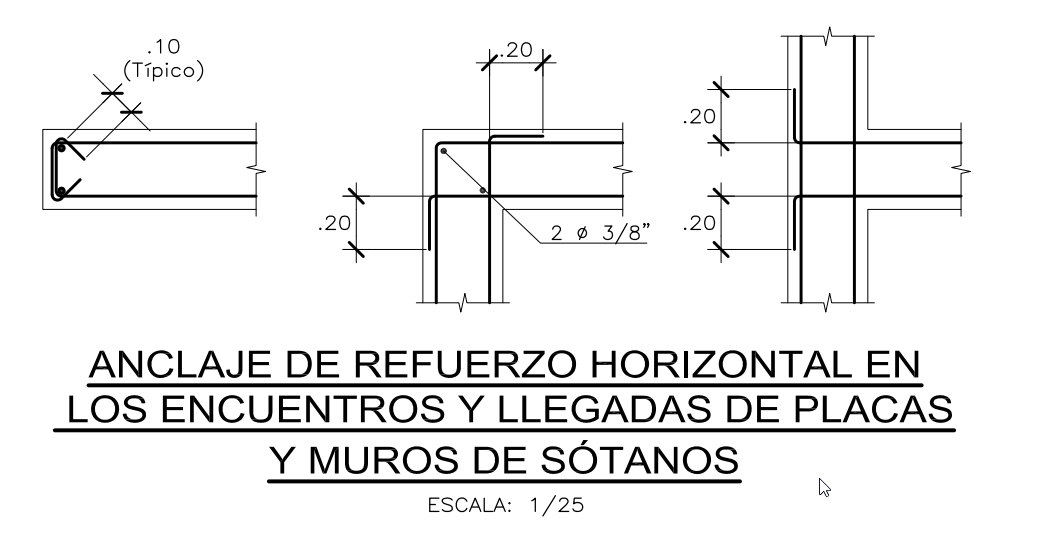 .10
(Típico)
.20
.20
2 ø 3/8"
.20
.20
ANCLAJE DE REFUERZO HORIZONTAL EN
LOS ENCUENTROS Y LLEGADAS DE PLACAS
Y MUROS DE SÓTANOS
ESCALA: 1/25